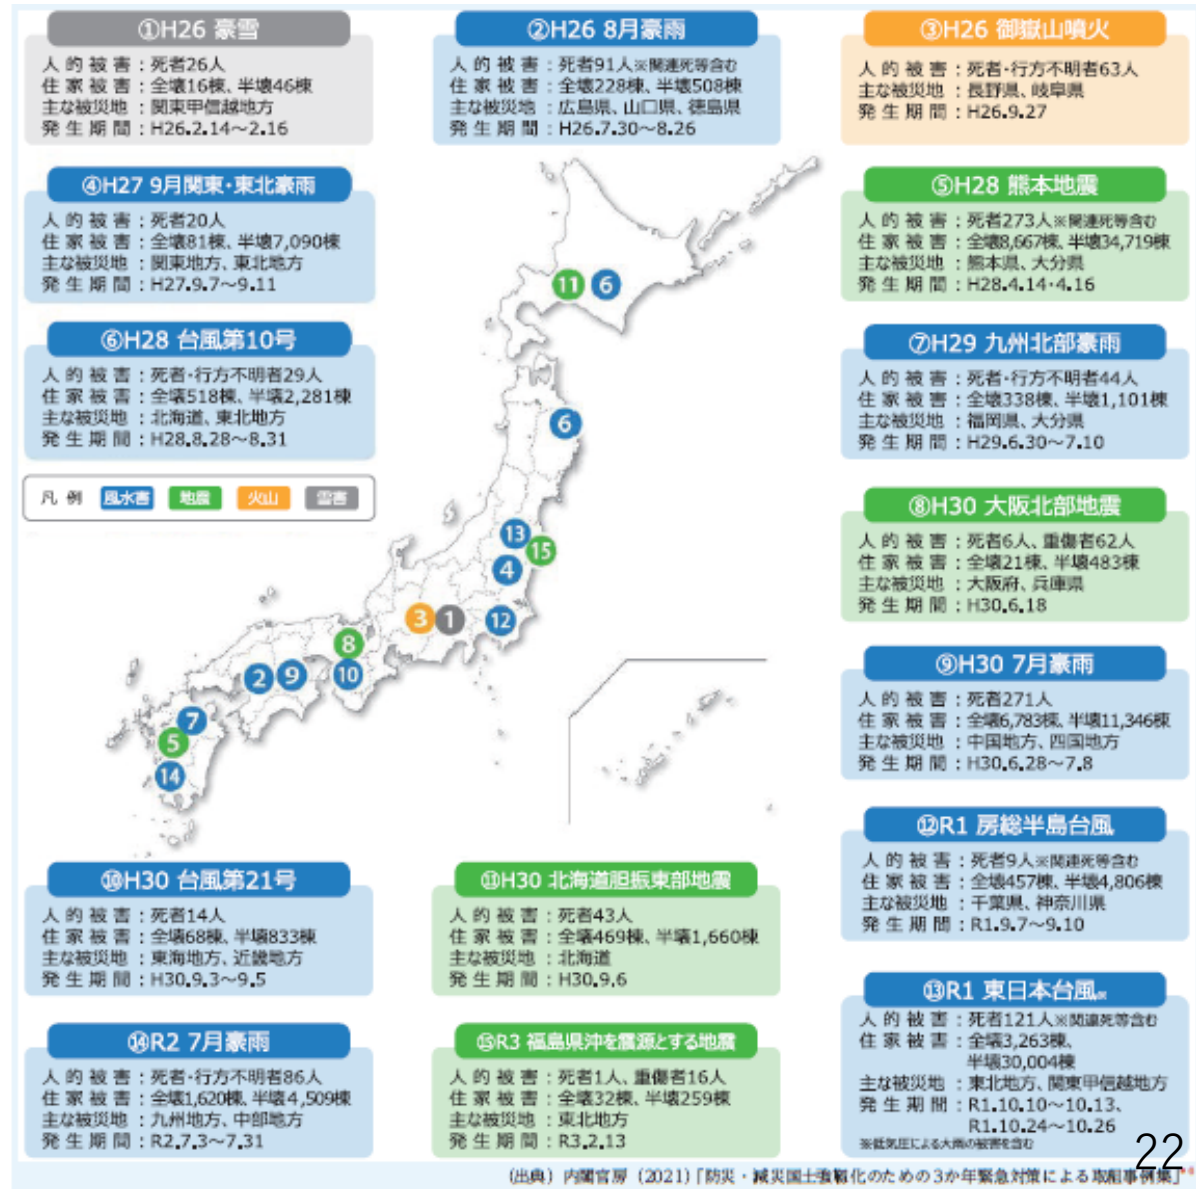 ①H26 豪雪
人的被害：死者26人
住家被害：全壊16棟、半壊46棟
主な被災地：関東甲信越地方
発生期間：H26.2.14～2.16
②H26 8月豪雨
人的被害：死者91人※関連死等含む
住家被害：全壊228棟、半壊508棟
主な被災地：広島県、山口県、徳島県
発生期間：H26.7.30～8.26
③H26 御嶽山噴火
人的被害：死者・行方不明者63人
主な被災地：長野県、岐阜県
発生期間：H26.9.27
④H27 9月関東・東北豪雨
人的被害：死者20人
住家被害：全壊81棟、半壊7,090棟
主な被災地：関東地方、東北地方
発生期間：H27.9.7～9.11
⑤H28 熊本地震
人的被害：死者273人※関連死等含む
住家被害：全壊8,667棟、半壊34,719棟
主な被災地：熊本県、大分県
発生期間：H28.4.14・4.16
⑥H28 台風第10号
人的被害：死者・行方不明者29人
住家被害：全壊518棟、半壊2,281棟
主な被災地：北海道、東北地方
発生期間：H28.8.28～8.31
⑦H29 九州北部豪雨
人的被害：死者・行方不明者44人
住家被害：全壊338棟、半壊1,101棟
主な被災地：福岡県、大分県
発生期間：H29.6.30～7.10
凡例 風水害 地震 火山 雪害
⑧H30 大阪北部地震
人的被害：死者6人、重傷者62人
住家被害：全壊21棟、半壊483棟
主な被災地：大阪府、兵庫県
発生期間：H30.6.18
⑨H30 7月豪雨
人的被害：死者271人
住家被害：全壊6,783棟、半壊11,346棟
主な被災地：中国地方、四国地方
発生期間：H30.6.28～7.8
11 6
6
13
15
4
3 1 12
8
2 9 10
7
5
14
⑫R1 房総半島台風
人的被害：死者9人※関連死等含む
住家被害：全壊457棟、半壊4,806棟
主な被災地：千葉県、神奈川県
発生期間：R1.9.7～9.10
⑩H30 台風第21号
人的被害：死者14人
住家被害：全壊68棟、半壊833棟
主な被災地：東海地方、近畿地方
発生期間：H30.9.3～9.5
⑪H30 北海道胆振東部地震
人的被害：死者43人
住家被害：全壊469棟、半壊1,660棟
主な被災地：北海道
発生期間：H30.9.6
⑬R1 東日本台風※
人的被害：死者121人※関連死等含む
住家被害：全壊3,263棟、
半壊30,004棟
主な被災地：東北地方、関東甲信越地方
発生期間：R1.10.10～10.13、
R1.10.24～10.26
※低気圧による大雨の被害を含む
⑭R2 7月豪雨
人的被害：死者・行方不明者86人
住家被害：全壊1,620棟、半壊4,509棟
主な被災地：九州地方、中部地方
発生期間：R2.7.3～7.31
⑮R3 福島県沖を震源とする地震
人的被害：死者1人、重傷者16人
住家被害：全壊32棟、半壊259棟
主な被災地：東北地方
発生期間：R3.2.13
22
（出典）内閣官房（2021）「防災・減災国土強靱化のための3か年緊急対策による取組事例集」